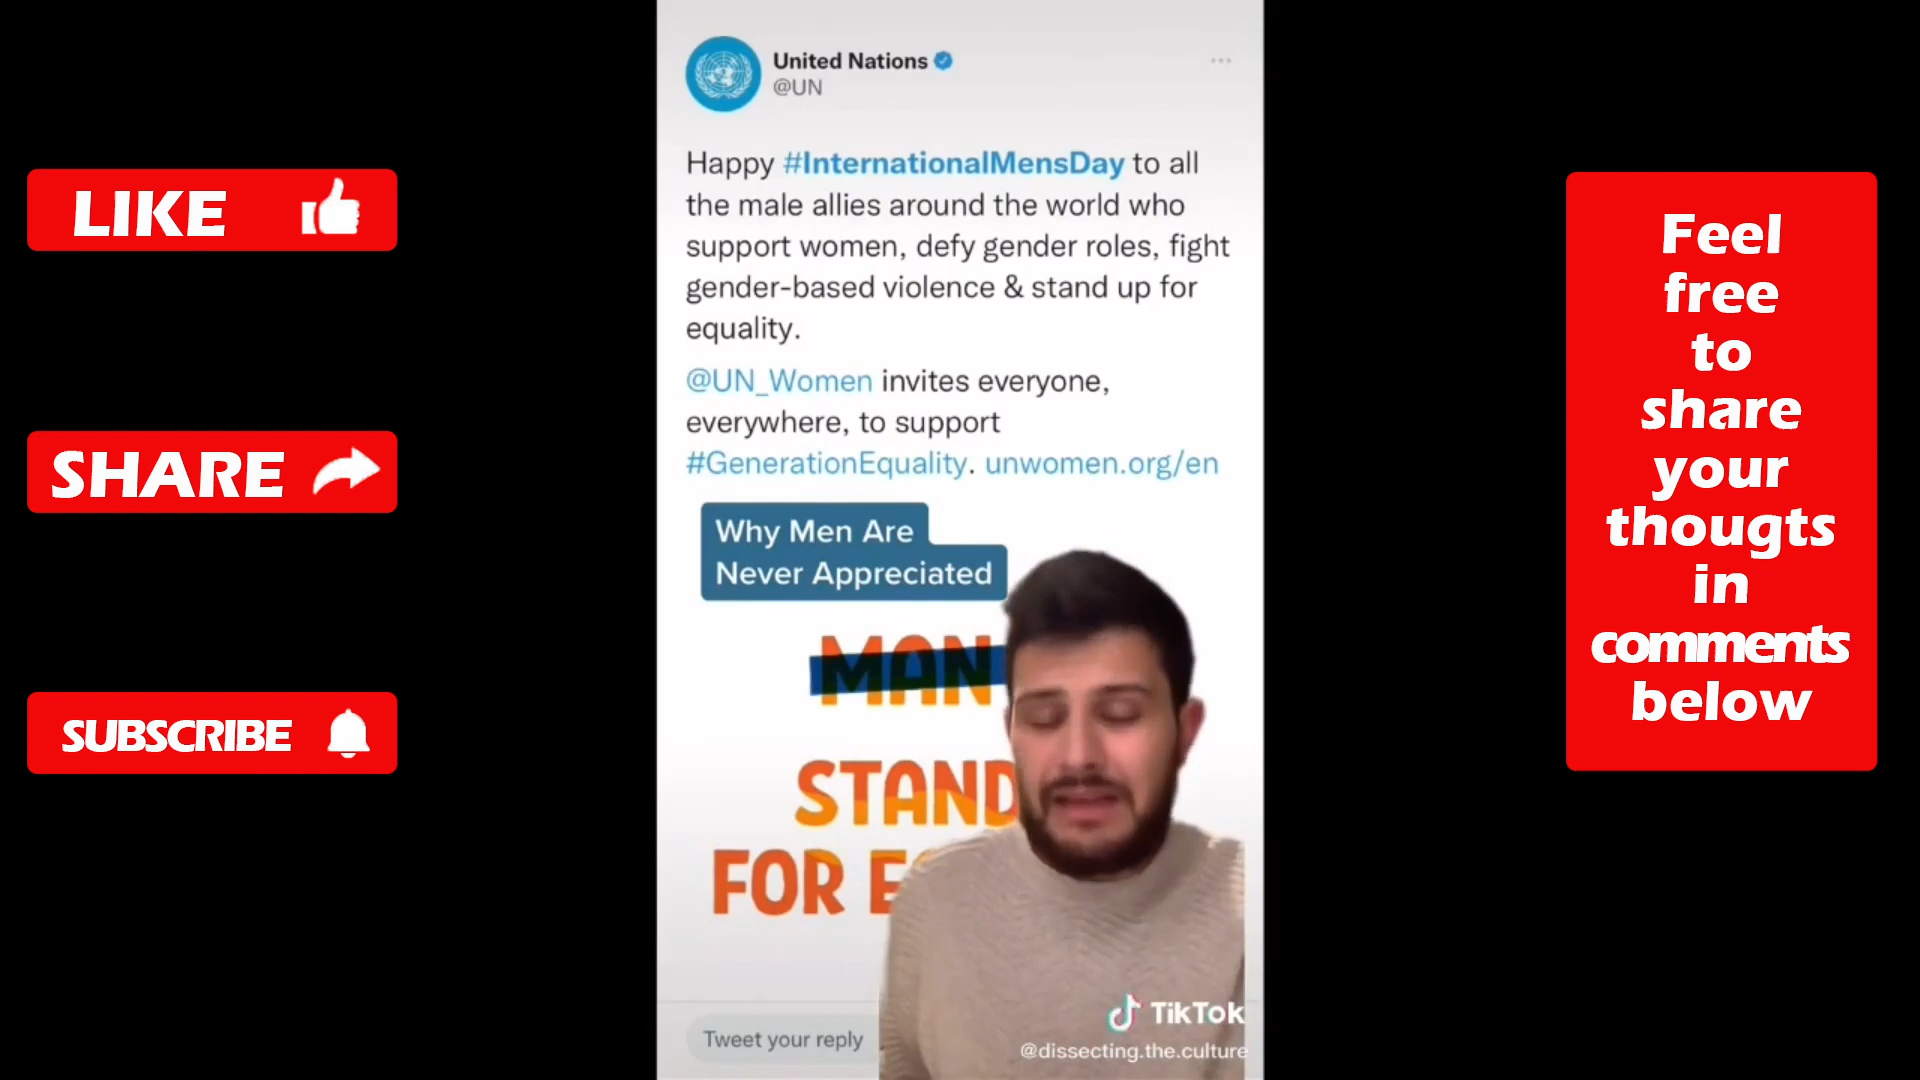 LIKE
SHARE
SUBSCRIBE
United Nations
@UN
Happy #InternationalMensDay to all
the male allies around the world who
support women, defy gender roles, fight
gender-based violence & stand up for
equality.
@UN_Women invites everyone,
everywhere, to support
#GenerationEquality. unwomen.org/en
Why Men Are
Never Appreciated
MAN
STAND
FOR E
Tweet your reply
TikTok
@dissecting.the.culture
Feel
free
to
share
your
thougts
in
comments
below